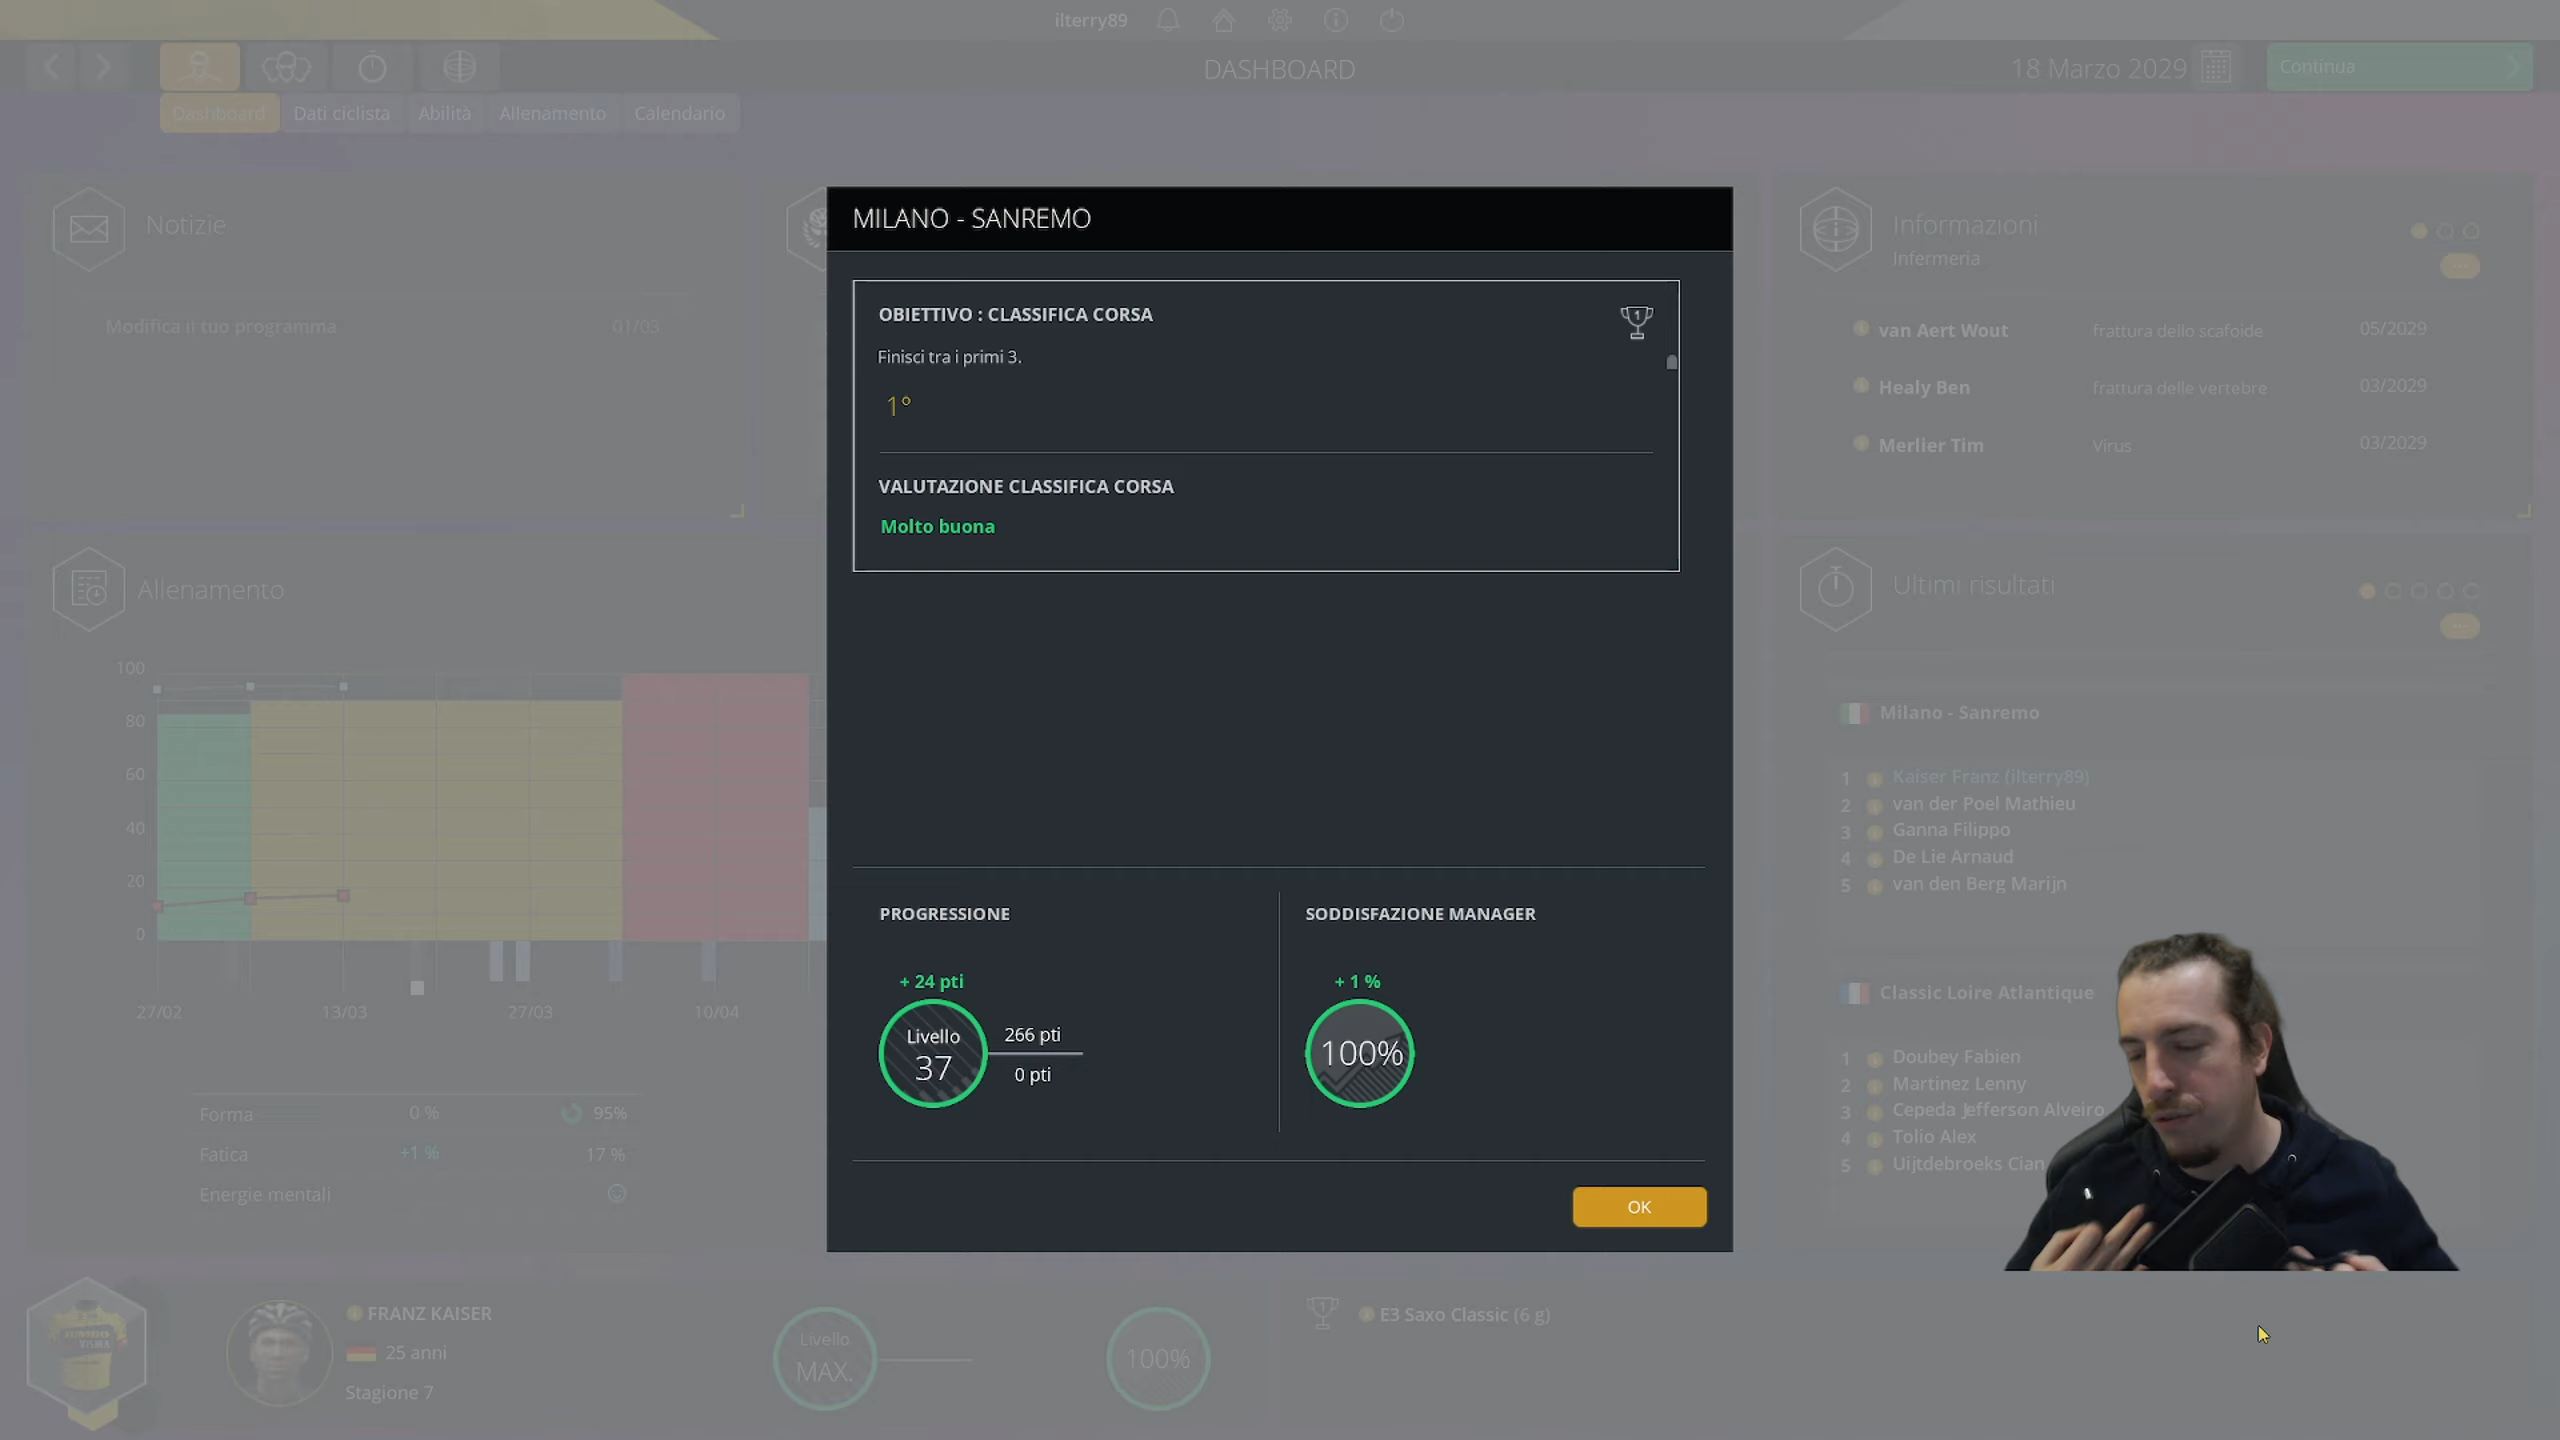 ilterry89
DASHBOARD
18 Marzo 2029
Continua
Dashboard
Dati ciclista
Abilità
Allenamento
Calendario
Notizie
Modifica il tuo programma
01/03
MILANO - SANREMO
OBIETTIVO : CLASSIFICA CORSA
Finisci tra i primi 3.
1°
VALUTAZIONE CLASSIFICA CORSA
Molto buona
PROGRESSIONE
+ 24 pti
Livello
37
266 pti
0 pti
SODDISFAZIONE MANAGER
+ 1 %
100%
OK
Informazioni
Infermeria
van Aert Wout frattura dello scafoide 05/2029
Healy Ben frattura delle vertebre 03/2029
Merlier Tim Virus 03/2029
Allenamento
100
80
60
40
20
0
27/02
13/03
27/03
10/04
Forma 0 % 95%
Fatica +1 % 17 %
Energie mentali
Ultimi risultati
Milano - Sanremo
1 Kaiser Franz (ilterry89)
2 van der Poel Mathieu
3 Ganna Filippo
4 De Lie Arnaud
5 van den Berg Marijn
Classic Loire Atlantique
1 Doubey Fabien
2 Martinez Lenny
3 Cepeda Jefferson Alveiro
4 Tolio Alex
5 Uijtdebroeks Cian
FRANZ KAISER
25 anni
Stagione 7
Livello
MAX.
100%
E3 Saxo Classic (6 g)